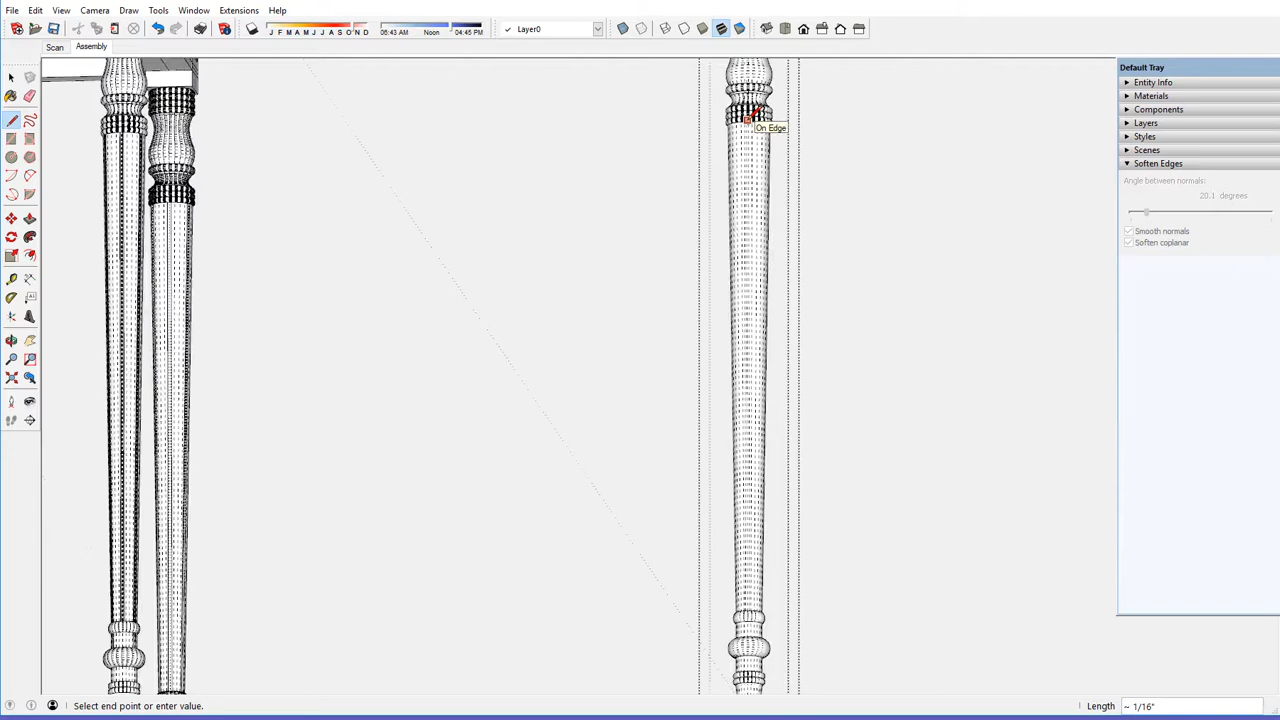 File Edit View Camera Draw Tools Window Extensions Help
J F M A M J J A S O N D 06:43 AM Noon 04:45 PM Layer0
Scan Assembly
Default Tray
Entity Info
Materials
Components
Layers
Styles
Scenes
Soften Edges
Angle between normals:
20.1 degrees
Smooth normals
Soften coplanar
On Edge
Select end point or enter value.
Length ~ 1/16"